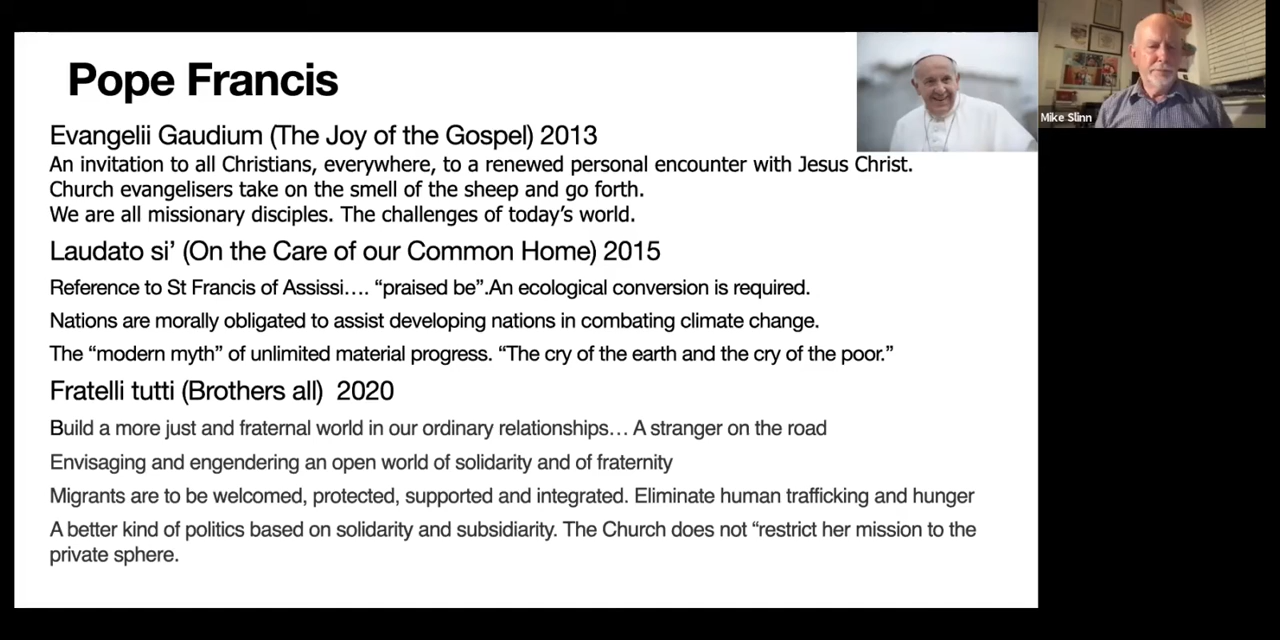 Pope Francis
Evangelii Gaudium (The Joy of the Gospel) 2013
An invitation to all Christians, everywhere, to a renewed personal encounter with Jesus Christ.
Church evangelisers take on the smell of the sheep and go forth.
We are all missionary disciples. The challenges of today’s world.
Laudato si’ (On the Care of our Common Home) 2015
Reference to St Francis of Assissi…. “praised be”.An ecological conversion is required.
Nations are morally obligated to assist developing nations in combating climate change.
The “modern myth” of unlimited material progress. “The cry of the earth and the cry of the poor.”
Fratelli tutti (Brothers all)  2020
Build a more just and fraternal world in our ordinary relationships… A stranger on the road
Envisaging and engendering an open world of solidarity and of fraternity
Migrants are to be welcomed, protected, supported and integrated. Eliminate human trafficking and hunger
A better kind of politics based on solidarity and subsidiarity. The Church does not “restrict her mission to the
private sphere.
Mike Slinn